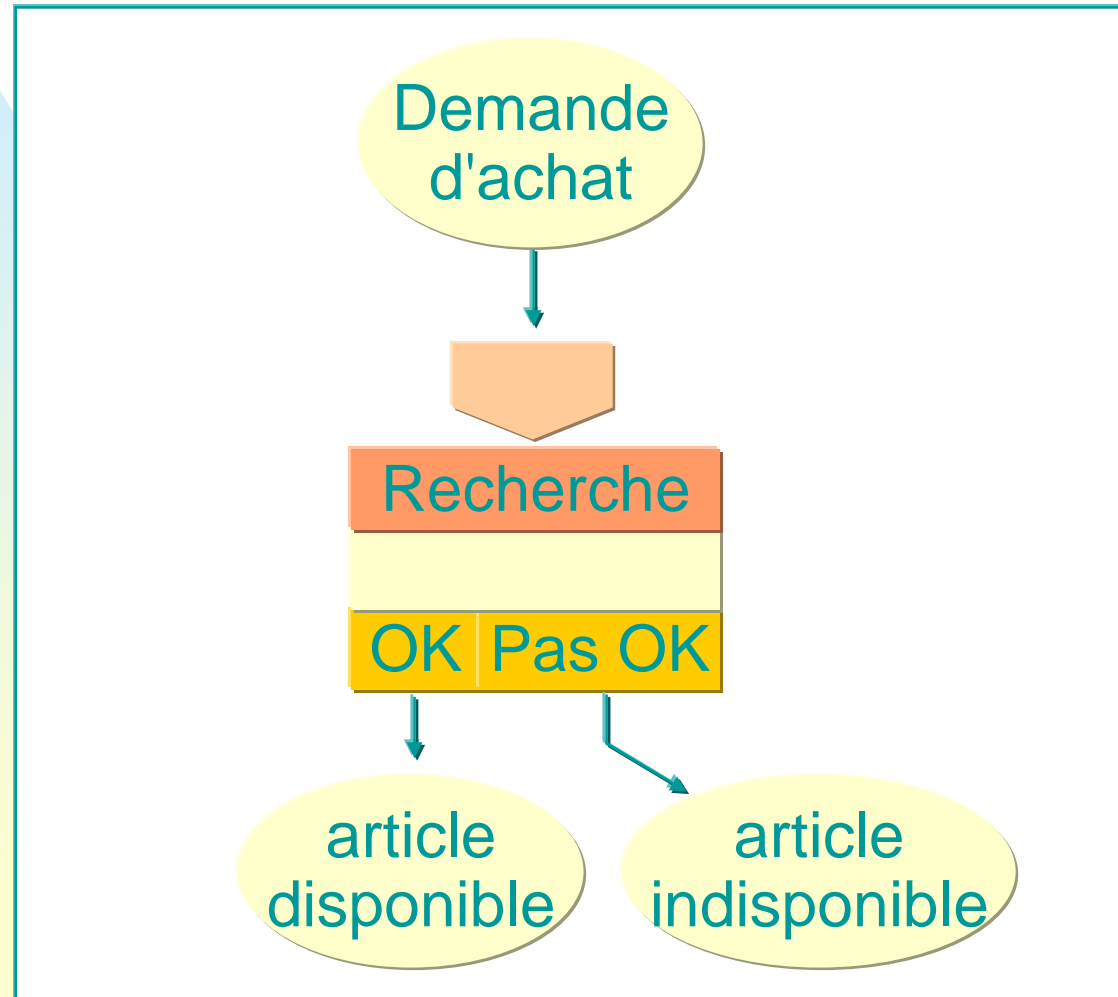 Demande
d'achat
Recherche
OK Pas OK
article
disponible
article
indisponible